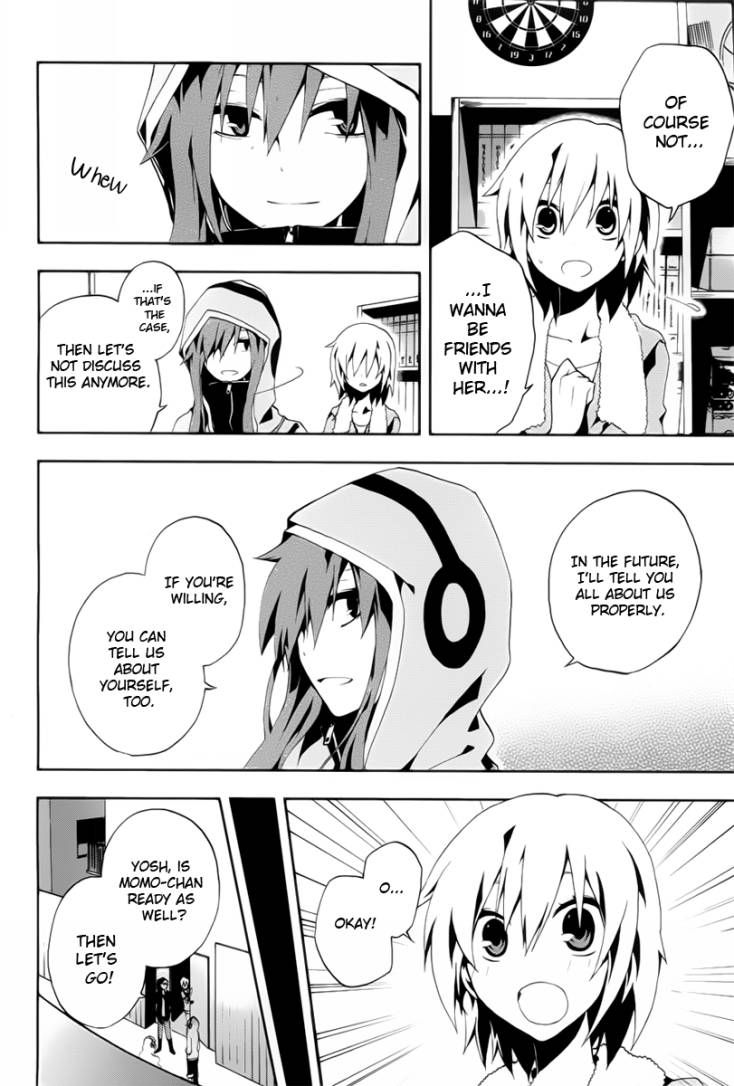 OF
COURSE
NOT...
...I
WANNA
BE
FRIENDS
WITH
HER...!
Whew
...IF
THAT'S
THE
CASE,
THEN LET'S
NOT DISCUSS
THIS ANYMORE.
IN THE FUTURE,
I'LL TELL YOU
ALL ABOUT US
PROPERLY.
IF YOU'RE
WILLING,
YOU CAN
TELL US
ABOUT
YOURSELF,
TOO.
O...
OKAY!
YOSH, IS
MOMO-CHAN
READY AS
WELL?
THEN
LET'S
GO!